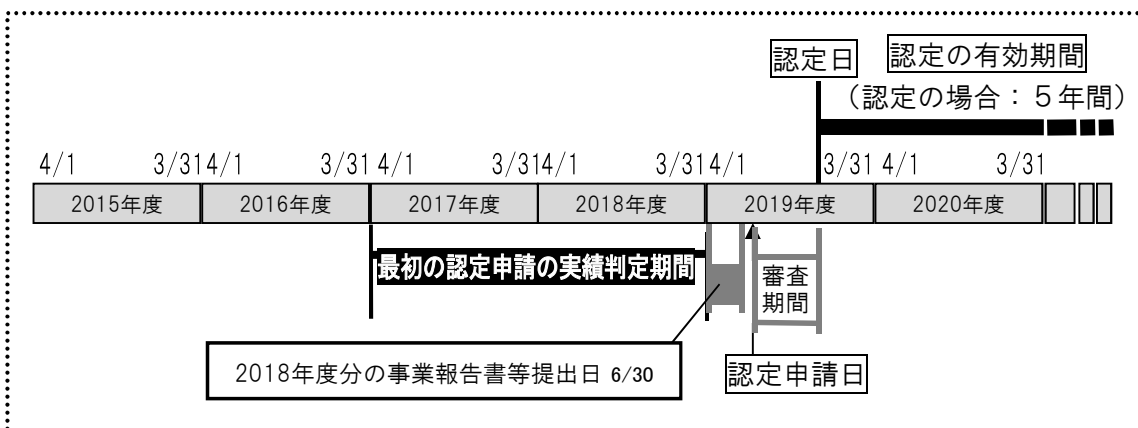 認定日
認定の有効期間
(認定の場合:5年間)
4/1 3/31 4/1 3/31 4/1 3/31 4/1 3/31 4/1 3/31 4/1 3/31
2015年度 2016年度 2017年度 2018年度 2019年度 2020年度
最初の認定申請の実績判定期間
審査
期間
2018年度分の事業報告書等提出日 6/30
認定申請日